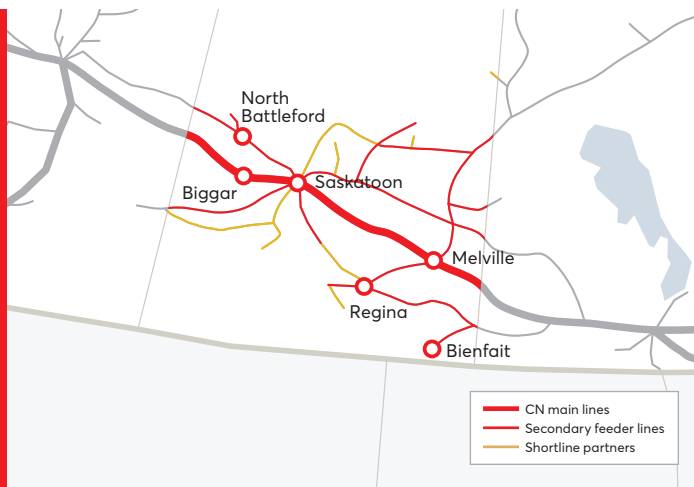 North
Battleford
Biggar
Saskatoon
Melville
Regina
Bienfait
CN main lines
Secondary feeder lines
Shortline partners